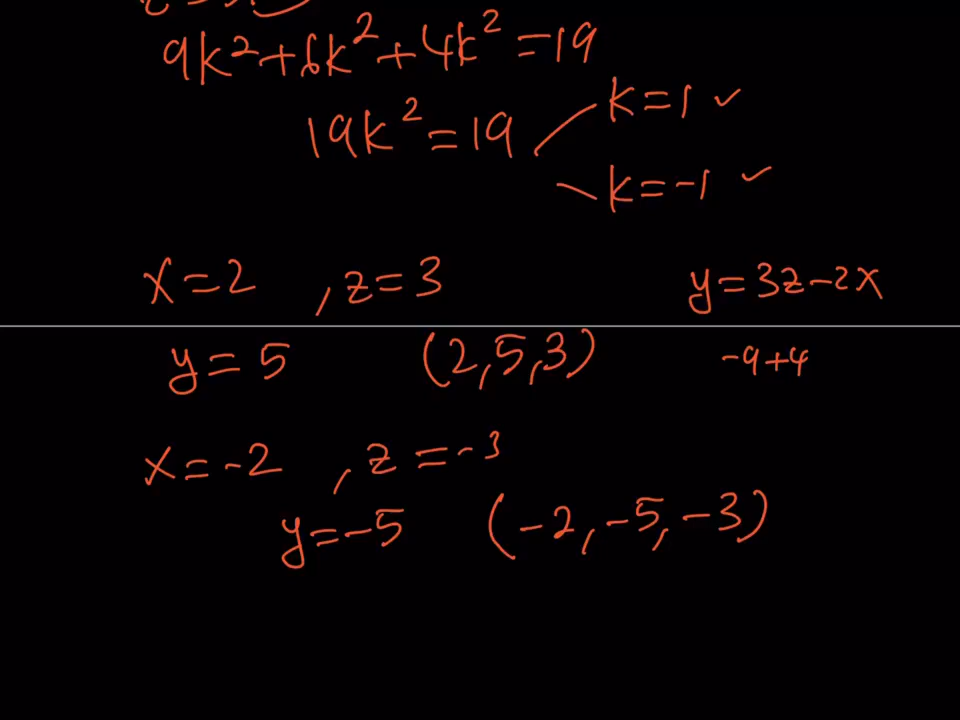 9k²+6k²+4k²=19
k=1 ✓
19k²=19
k=-1 ✓
x=2 , z=3
y=3z-2x
y=5 (2,5,3)
-9+4
x=-2 , z=-3
y=-5 (-2,-5,-3)